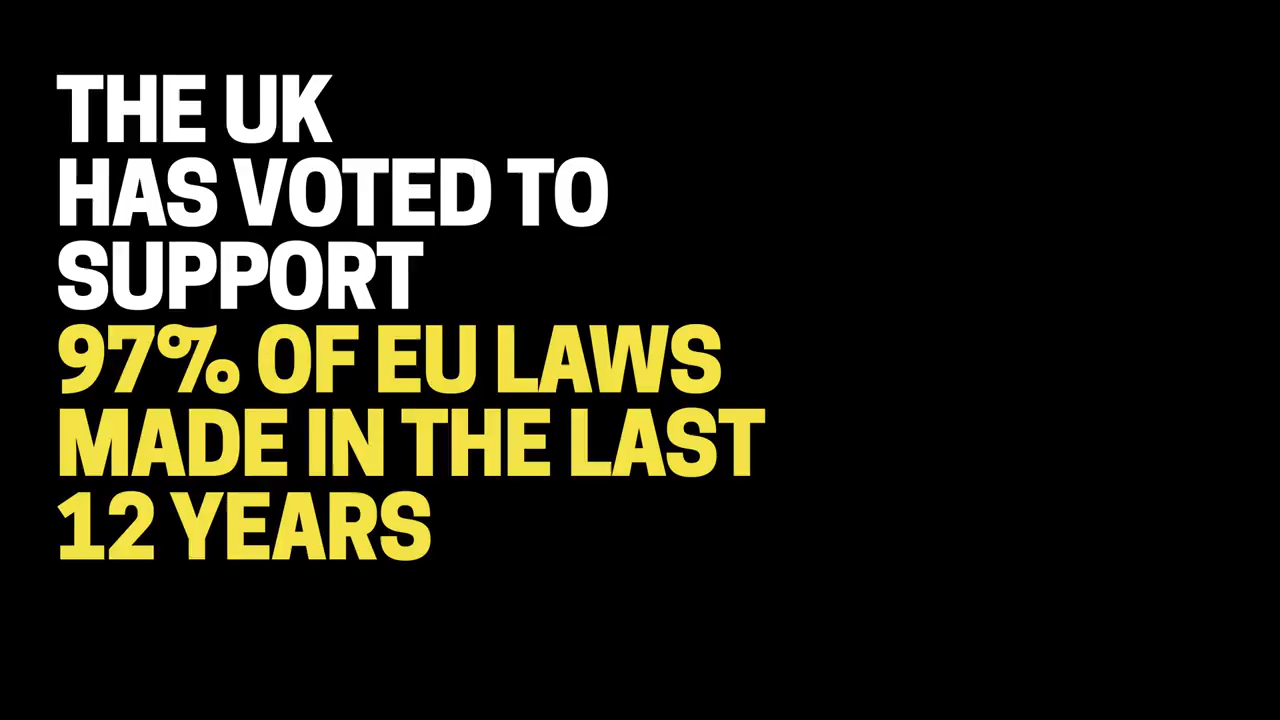 THE UK
HAS VOTED TO
SUPPORT
97% OF EU LAWS
MADE IN THE LAST
12 YEARS